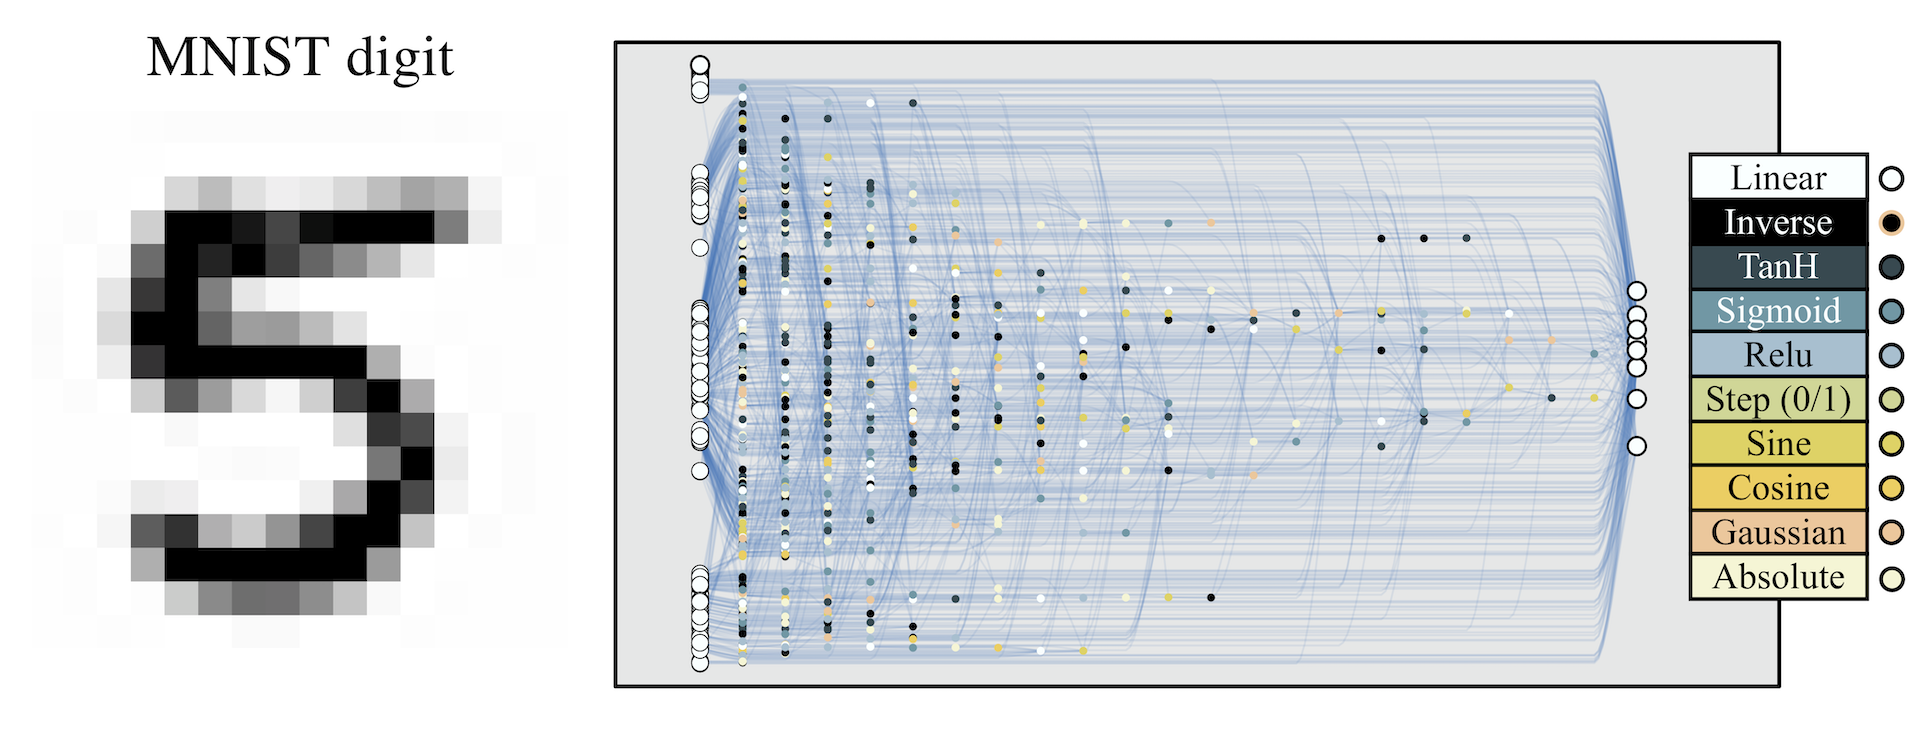 MNIST digit
Linear
Inverse
TanH
Sigmoid
Relu
Step (0/1)
Sine
Cosine
Gaussian
Absolute